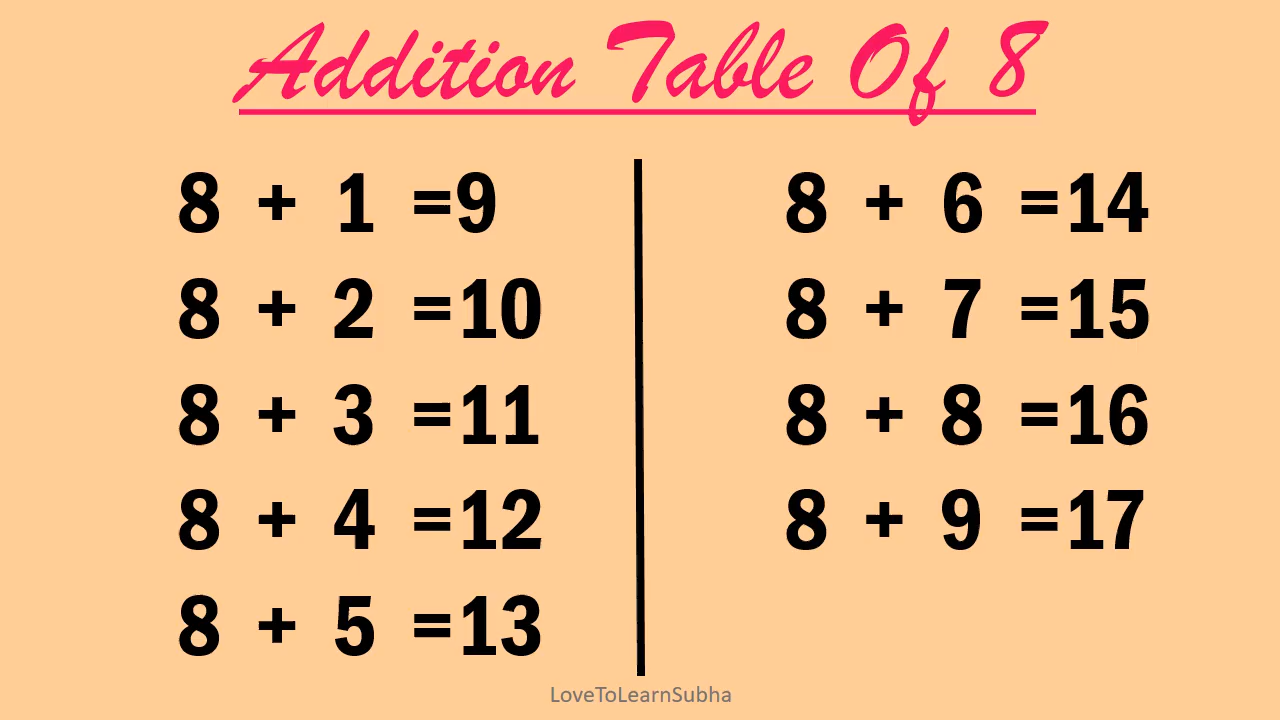 Addition Table Of 8
8 + 1 =9
8 + 2 =10
8 + 3 =11
8 + 4 =12
8 + 5 =13
8 + 6 =14
8 + 7 =15
8 + 8 =16
8 + 9 =17
LoveToLearnSubha